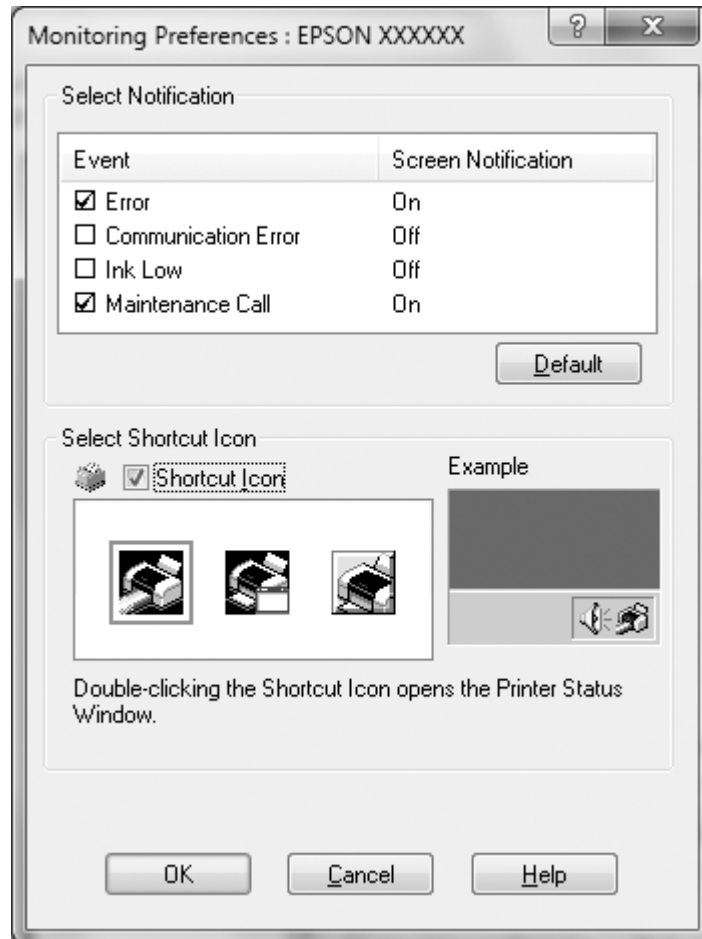 Monitoring Preferences : EPSON XXXXXX
Select Notification
Event Screen Notification
Error On
Communication Error Off
Ink Low Off
Maintenance Call On
Default
Select Shortcut Icon
Shortcut Icon
Example
Double-clicking the Shortcut Icon opens the Printer Status
Window.
OK Cancel Help